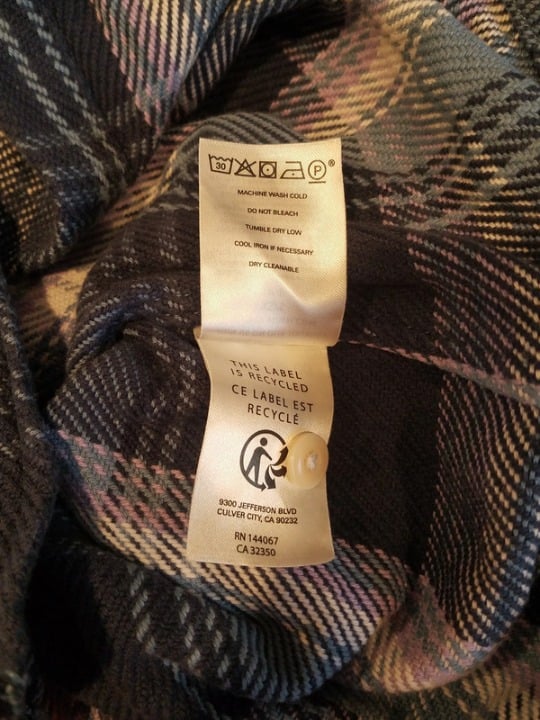 30 P ®
MACHINE WASH COLD
DO NOT BLEACH
TUMBLE DRY LOW
COOL IRON IF NECESSARY
DRY CLEANABLE
THIS LABEL
IS RECYCLED
CE LABEL EST
RECYCLÉ
9300 JEFFERSON BLVD
CULVER CITY, CA 90232
RN 144067
CA 32350